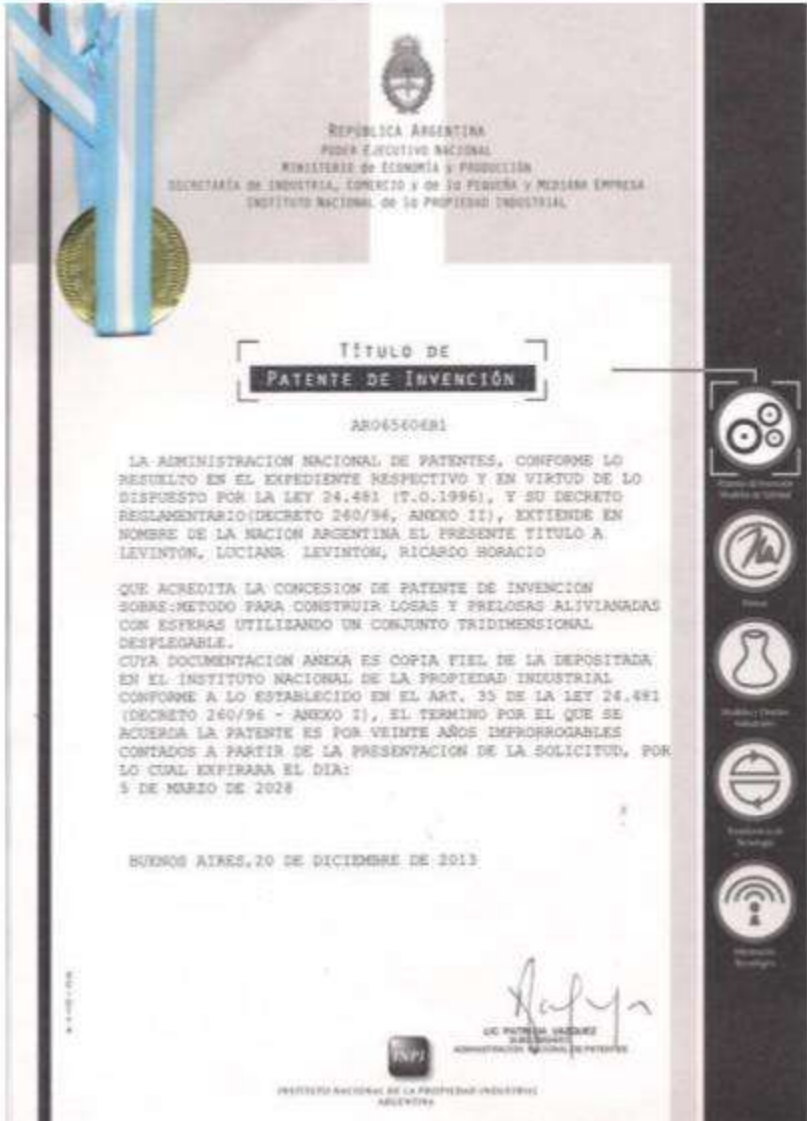 REPÚBLICA ARGENTINA
PODER EJECUTIVO NACIONAL
MINISTERIO de ECONOMÍA y PRODUCCIÓN
SECRETARÍA de INDUSTRIA, COMERCIO y de la PEQUEÑA y MEDIANA EMPRESA
INSTITUTO NACIONAL de la PROPIEDAD INDUSTRIAL
TÍTULO DE
PATENTE DE INVENCIÓN
AR065606B1
LA ADMINISTRACION NACIONAL DE PATENTES, CONFORME LO
RESUELTO EN EL EXPEDIENTE RESPECTIVO Y EN VIRTUD DE LO
DISPUESTO POR LA LEY 24.481 (T.O.1996), Y SU DECRETO
REGLAMENTARIO(DECRETO 260/96, ANEXO II), EXTIENDE EN
NOMBRE DE LA NACION ARGENTINA EL PRESENTE TITULO A
LEVINTON, LUCIANA LEVINTON, RICARDO HORACIO
QUE ACREDITA LA CONCESION DE PATENTE DE INVENCION
SOBRE:METODO PARA CONSTRUIR LOSAS Y PRELOSAS ALIVIANADAS
CON ESFERAS UTILIZANDO UN CONJUNTO TRIDIMENSIONAL
DESPLEGABLE.
CUYA DOCUMENTACION ANEXA ES COPIA FIEL DE LA DEPOSITADA
EN EL INSTITUTO NACIONAL DE LA PROPIEDAD INDUSTRIAL
CONFORME A LO ESTABLECIDO EN EL ART. 35 DE LA LEY 24.481
(DECRETO 260/96 - ANEXO I), EL TERMINO POR EL QUE SE
ACUERDA LA PATENTE ES POR VEINTE AÑOS IMPRORROGABLES
CONTADOS A PARTIR DE LA PRESENTACION DE LA SOLICITUD, POR
LO CUAL EXPIRARA EL DIA:
5 DE MARZO DE 2028
BUENOS AIRES,20 DE DICIEMBRE DE 2013
LIC PATRICIA VAZQUEZ
ADMINISTRACION NACIONAL DE PATENTES
INPI
INSTITUTO NACIONAL DE LA PROPIEDAD INDUSTRIAL
ARGENTINA